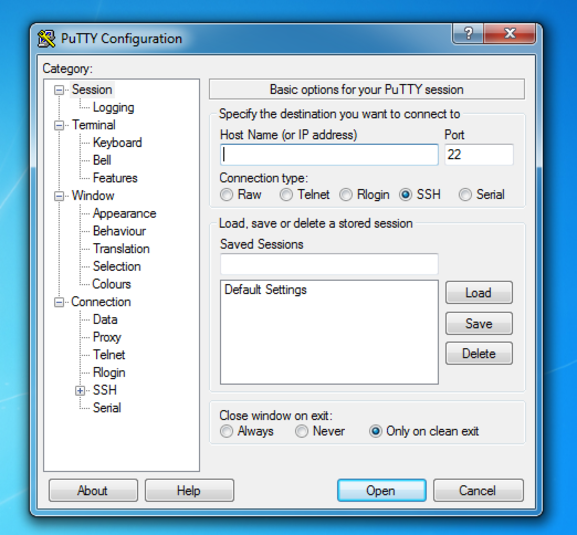 PuTTY Configuration
?
X
Category:
Session
Logging
Terminal
Keyboard
Bell
Features
Window
Appearance
Behaviour
Translation
Selection
Colours
Connection
Data
Proxy
Telnet
Rlogin
SSH
Serial
Basic options for your PuTTY session
Specify the destination you want to connect to
Host Name (or IP address) Port
22
Connection type:
Raw Telnet Rlogin SSH Serial
Load, save or delete a stored session
Saved Sessions
Default Settings
Load
Save
Delete
Close window on exit:
Always Never Only on clean exit
About Help Open Cancel